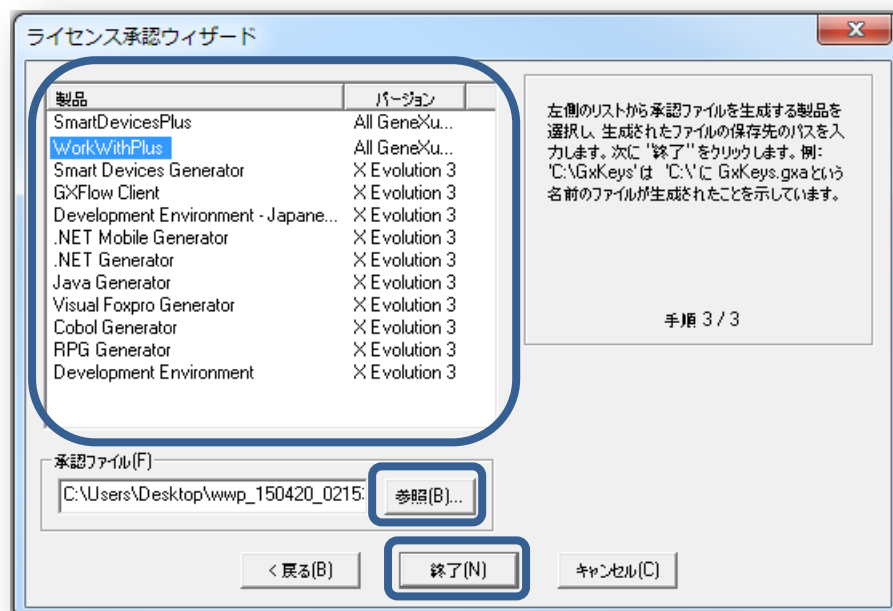 ライセンス承認ウィザード
製品 バージョン
SmartDevicesPlus All GeneXu...
WorkWithPlus All GeneXu...
Smart Devices Generator X Evolution 3
GXFlow Client X Evolution 3
Development Environment - Japane... X Evolution 3
.NET Mobile Generator X Evolution 3
.NET Generator X Evolution 3
Java Generator X Evolution 3
Visual Foxpro Generator X Evolution 3
Cobol Generator X Evolution 3
RPG Generator X Evolution 3
Development Environment X Evolution 3
左側のリストから承認ファイルを生成する製品を
選択し、生成されたファイルの保存先のパスを入
力します。次に "終了" をクリックします。例:
'C:\GxKeys' は 'C:\' に GxKeys.gxa という
名前のファイルが生成されたことを示しています。
手順 3 / 3
承認ファイル(F)
C:\Users\Desktop\wwp_150420_0215
参照(B)...
< 戻る(B) 終了(N) キャンセル(C)